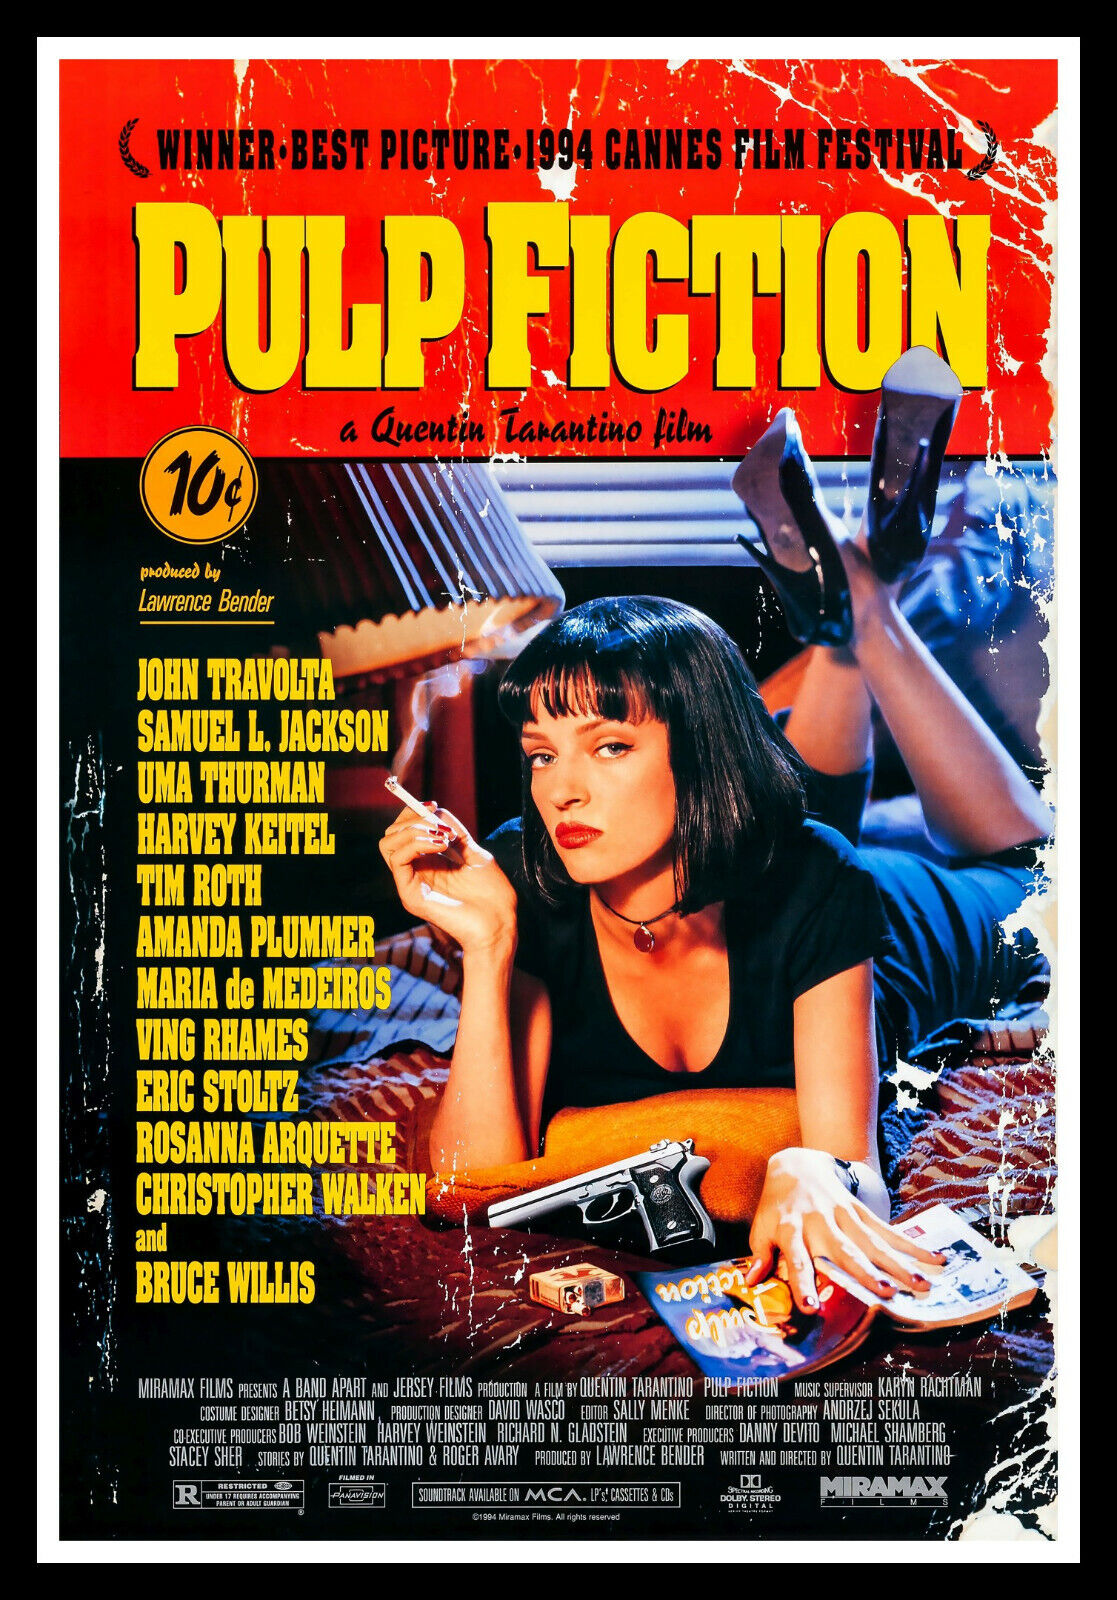 WINNER•BEST PICTURE•1994 CANNES FILM FESTIVAL
PULP FICTION
a Quentin Tarantino film
10¢
produced by
Lawrence Bender
JOHN TRAVOLTA
SAMUEL L. JACKSON
UMA THURMAN
HARVEY KEITEL
TIM ROTH
AMANDA PLUMMER
MARIA de MEDEIROS
VING RHAMES
ERIC STOLTZ
ROSANNA ARQUETTE
CHRISTOPHER WALKEN
and
BRUCE WILLIS
Pulp
Fiction
MIRAMAX FILMS PRESENTS A BAND APART AND JERSEY FILMS PRODUCTION A FILM BY QUENTIN TARANTINO PULP FICTION MUSIC SUPERVISOR KARYN RACHTMAN
COSTUME DESIGNER BETSY HEIMANN PRODUCTION DESIGNER DAVID WASCO EDITOR SALLY MENKE DIRECTOR OF PHOTOGRAPHY ANDRZEJ SEKULA
CO-EXECUTIVE PRODUCERS BOB WEINSTEIN HARVEY WEINSTEIN RICHARD N. GLADSTEIN EXECUTIVE PRODUCERS DANNY DEVITO MICHAEL SHAMBERG
STACEY SHER STORIES BY QUENTIN TARANTINO & ROGER AVARY PRODUCED BY LAWRENCE BENDER WRITTEN AND DIRECTED BY QUENTIN TARANTINO
R RESTRICTED
UNDER 17 REQUIRES ACCOMPANYING
PARENT OR ADULT GUARDIAN
®
FILMED IN
PANAVISION
SOUNDTRACK AVAILABLE ON MCA. LP's, CASSETTES & CDs
SPECTRAL RECORDING
DOLBY STEREO
DIGITAL
MIRAMAX
FILMS
©1994 Miramax Films. All rights reserved